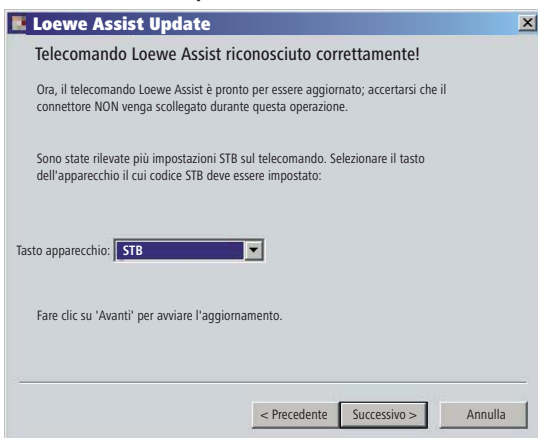 Loewe Assist Update
Telecomando Loewe Assist riconosciuto correttamente!
Ora, il telecomando Loewe Assist è pronto per essere aggiornato; accertarsi che il
connettore NON venga scollegato durante questa operazione.
Sono state rilevate più impostazioni STB sul telecomando. Selezionare il tasto
dell'apparecchio il cui codice STB deve essere impostato:
Tasto apparecchio: STB
Fare clic su 'Avanti' per avviare l'aggiornamento.
< Precedente Successivo > Annulla